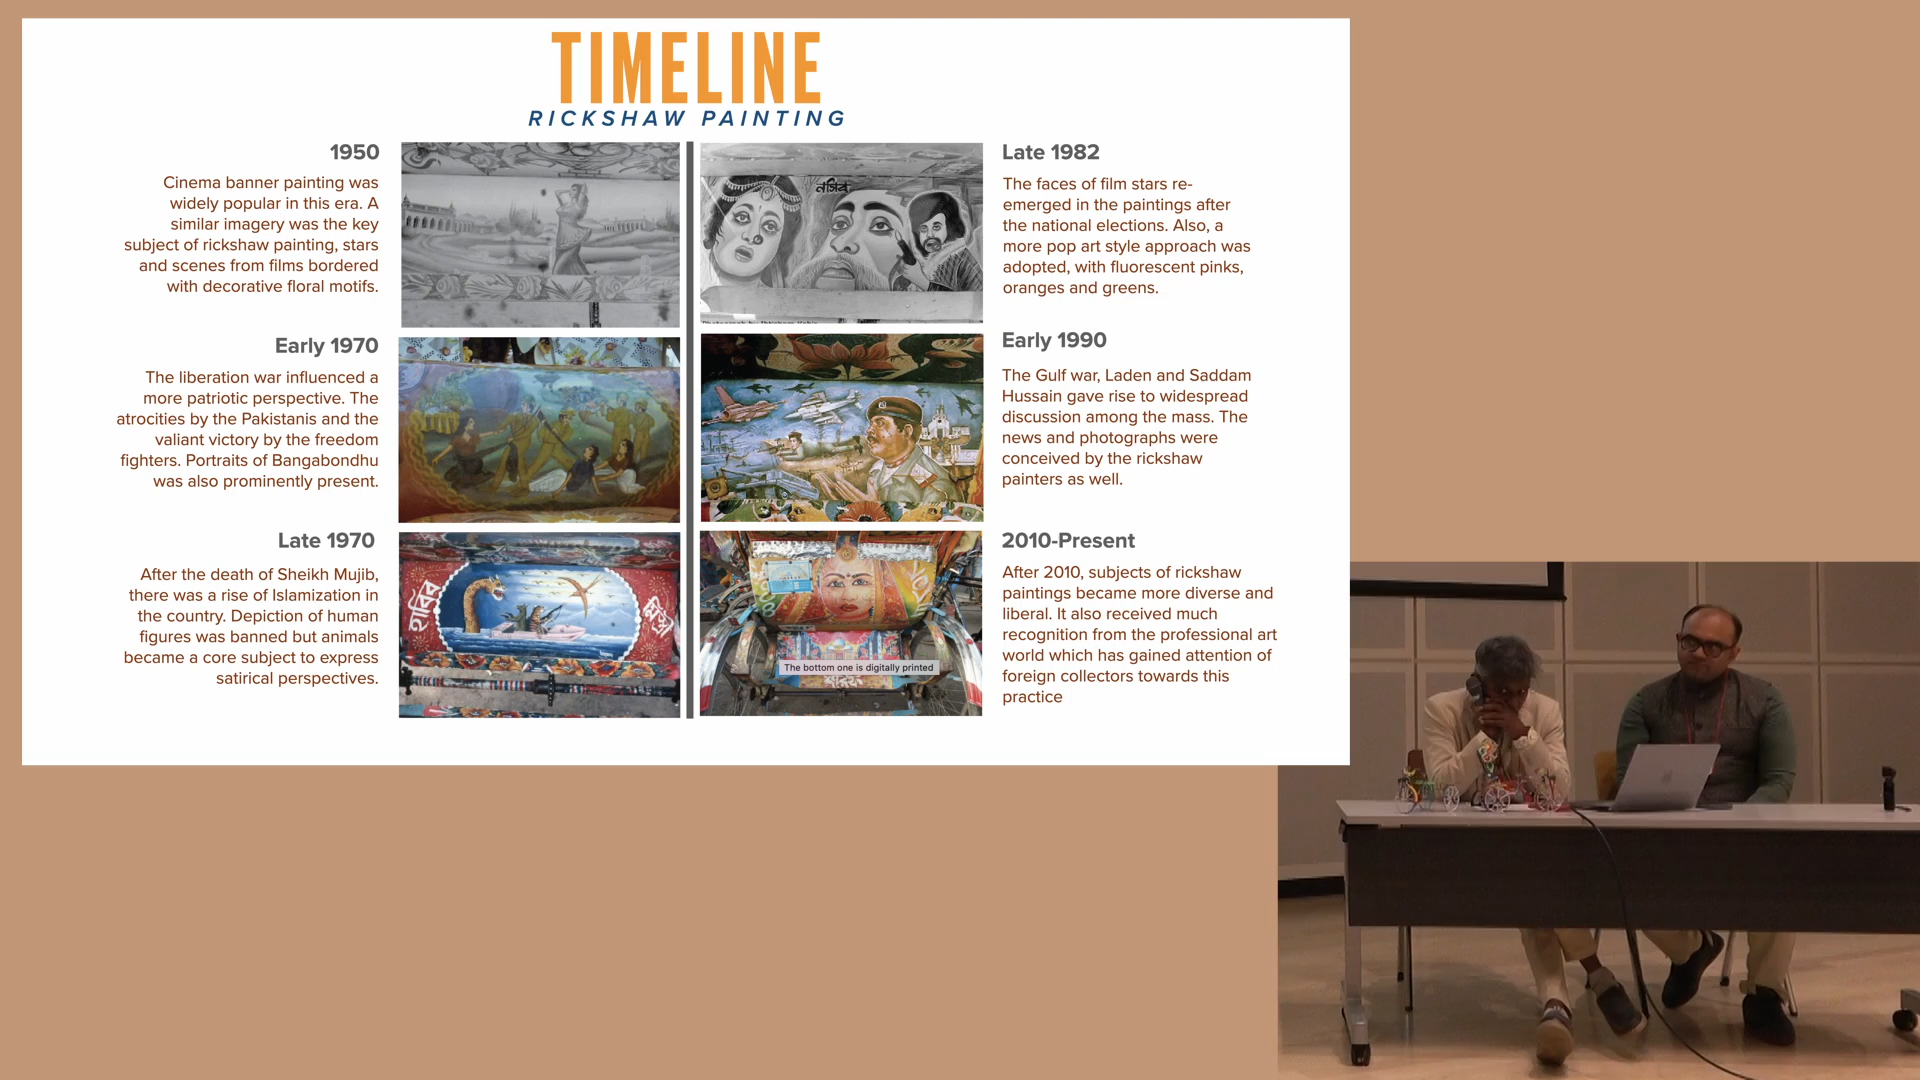 TIMELINE
RICKSHAW PAINTING
1950
Cinema banner painting was
widely popular in this era. A
similar imagery was the key
subject of rickshaw painting, stars
and scenes from films bordered
with decorative floral motifs.
Early 1970
The liberation war influenced a
more patriotic perspective. The
atrocities by the Pakistanis and the
valiant victory by the freedom
fighters. Portraits of Bangabondhu
was also prominently present.
Late 1970
After the death of Sheikh Mujib,
there was a rise of Islamization in
the country. Depiction of human
figures was banned but animals
became a core subject to express
satirical perspectives.
হাবিব
নসিব
Late 1982
The faces of film stars re-
emerged in the paintings after
the national elections. Also, a
more pop art style approach was
adopted, with fluorescent pinks,
oranges and greens.
Early 1990
The Gulf war, Laden and Saddam
Hussain gave rise to widespread
discussion among the mass. The
news and photographs were
conceived by the rickshaw
painters as well.
The bottom one is digitally printed
2010-Present
After 2010, subjects of rickshaw
paintings became more diverse and
liberal. It also received much
recognition from the professional art
world which has gained attention of
foreign collectors towards this
practice